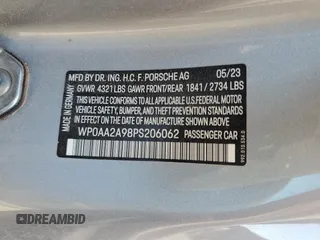 MFD BY DR. ING. H.C. F. PORSCHE AG 05/23
GVWR 4321LBS GAWR FRONT/REAR 1841/2734 LBS
THIS VEHICLE CONFORMS TO ALL APPLICABLE U.S. FEDERAL MOTOR
VEHICLE SAFETY, BUMPER, AND THEFT PREVENTION STANDARDS IN
EFFECT ON THE DATE OF MANUFACTURE SHOWN ABOVE.
WP0AA2A98PS206062 PASSENGER CAR
MADE IN GERMANY
© DREAMBID.COM